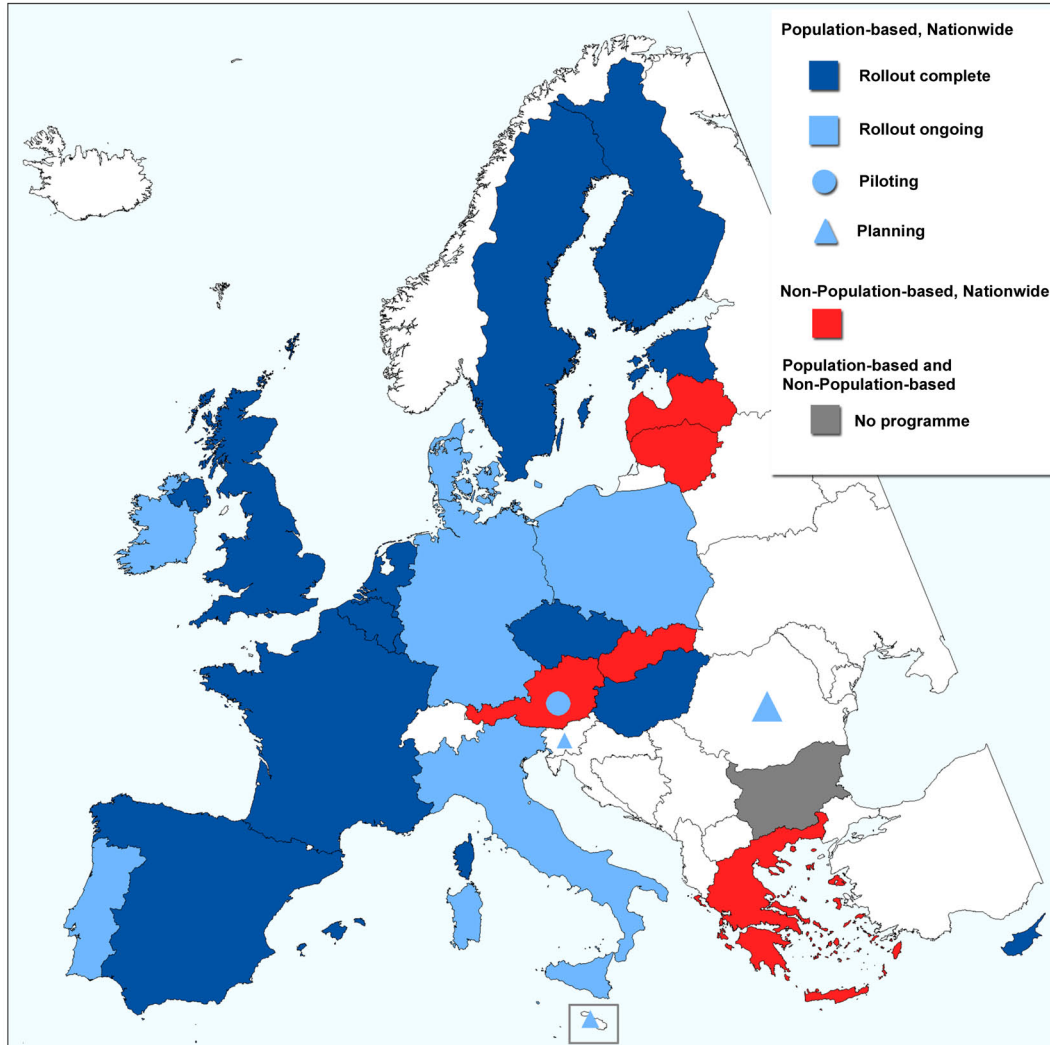 Population-based, Nationwide
Rollout complete
Rollout ongoing
Piloting
Planning
Non-Population-based, Nationwide
Population-based and
Non-Population-based
No programme